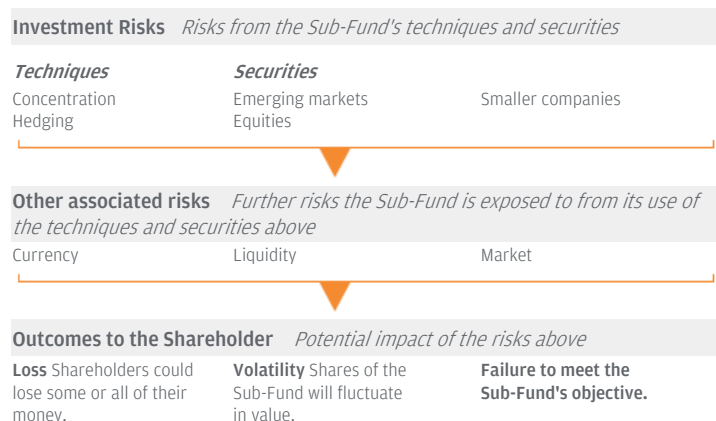 Investment Risks Risks from the Sub-Fund's techniques and securities
Techniques Securities
Concentration Emerging markets Smaller companies
Hedging Equities
Other associated risks Further risks the Sub-Fund is exposed to from its use of
the techniques and securities above
Currency Liquidity Market
Outcomes to the Shareholder Potential impact of the risks above
Loss Shareholders could Volatility Shares of the Failure to meet the
lose some or all of their Sub-Fund will fluctuate Sub-Fund's objective.
money. in value.